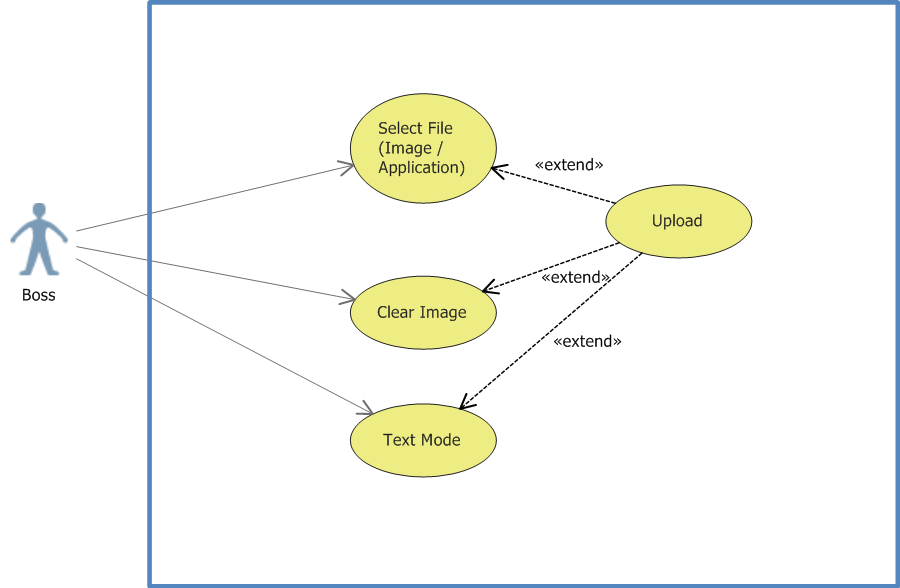 Select File
(Image /
Application)
«extend»
Upload
«extend»
Boss
Clear Image
«extend»
Text Mode